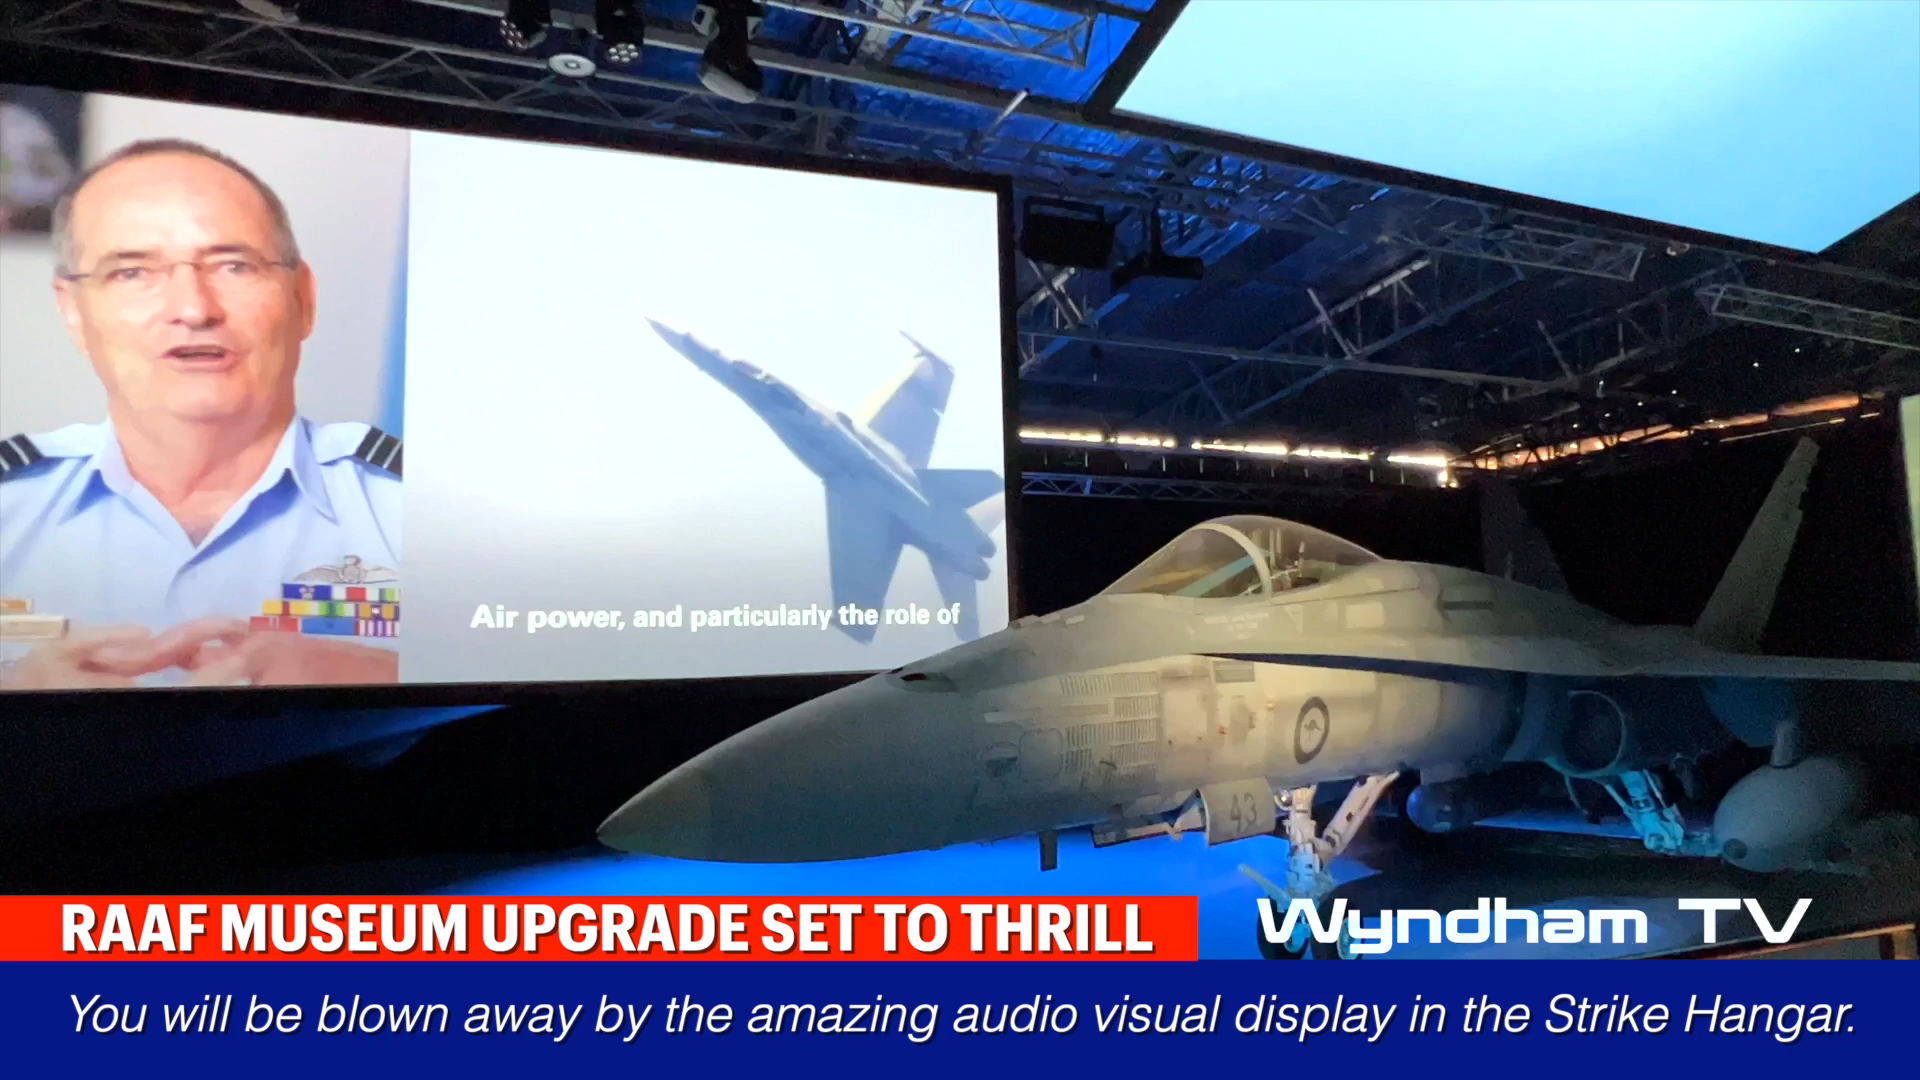 Air power, and particularly the role of
43
RAAF MUSEUM UPGRADE SET TO THRILL
Wyndham TV
You will be blown away by the amazing audio visual display in the Strike Hangar.